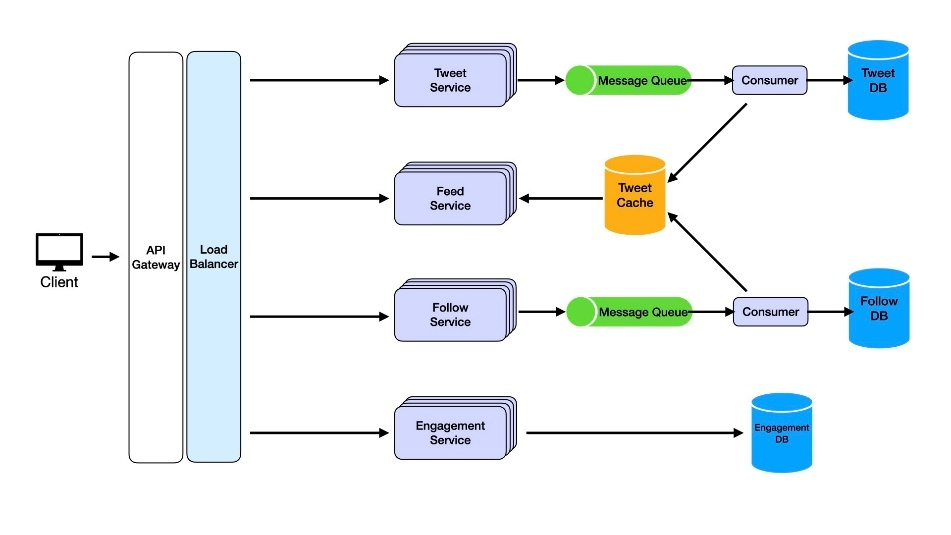 Tweet
Service
Message Queue
Consumer
Tweet
DB
Feed
Service
Tweet
Cache
Client
API
Gateway
Load
Balancer
Follow
Service
Message Queue
Consumer
Follow
DB
Engagement
Service
Engagement
DB